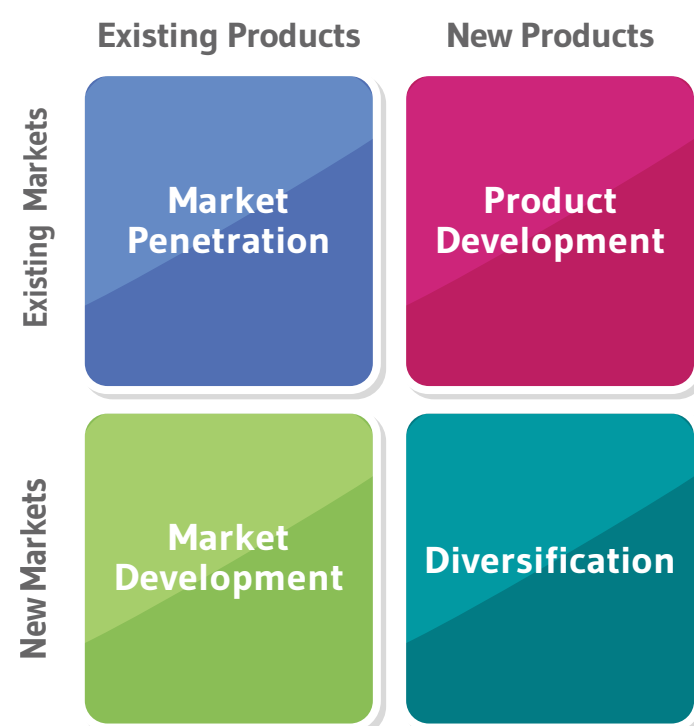 Existing Products
New Products
Existing Markets
Market
Penetration
Product
Development
New Markets
Market
Development
Diversification